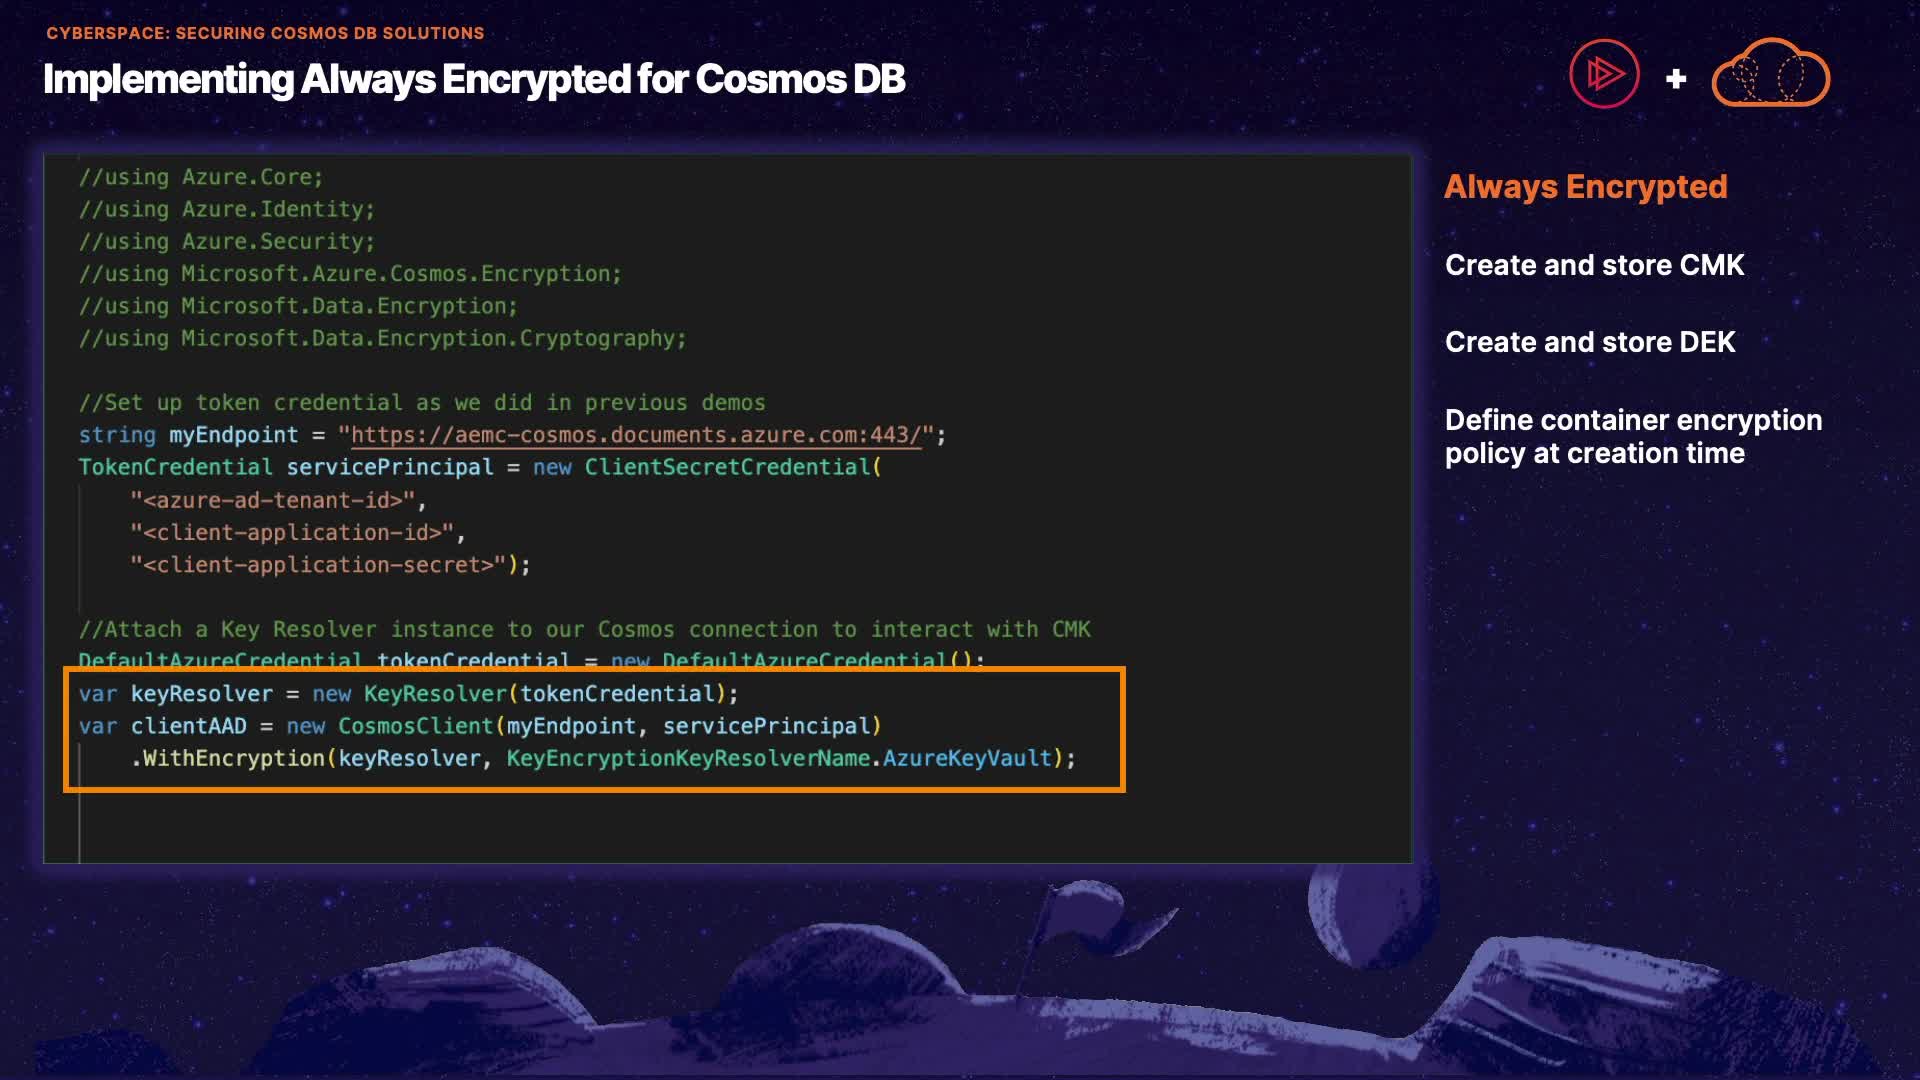 CYBERSPACE: SECURING COSMOS DB SOLUTIONS
Implementing Always Encrypted for Cosmos DB
+
//using Azure.Core;
//using Azure.Identity;
//using Azure.Security;
//using Microsoft.Azure.Cosmos.Encryption;
//using Microsoft.Data.Encryption;
//using Microsoft.Data.Encryption.Cryptography;
//Set up token credential as we did in previous demos
string myEndpoint = "https://aemc-cosmos.documents.azure.com:443/";
TokenCredential servicePrincipal = new ClientSecretCredential(
"<azure-ad-tenant-id>",
"<client-application-id>",
"<client-application-secret>");
//Attach a Key Resolver instance to our Cosmos connection to interact with CMK
DefaultAzureCredential tokenCredential = new DefaultAzureCredential();
var keyResolver = new KeyResolver(tokenCredential);
var clientAAD = new CosmosClient(myEndpoint, servicePrincipal)
.WithEncryption(keyResolver, KeyEncryptionKeyResolverName.AzureKeyVault);
Always Encrypted
Create and store CMK
Create and store DEK
Define container encryption
policy at creation time